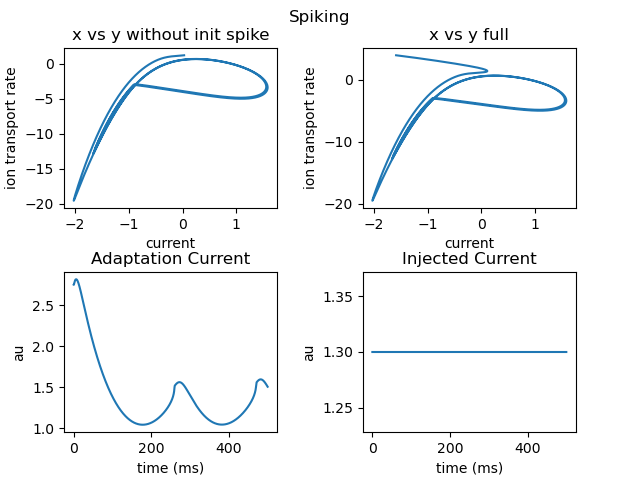 Spiking
x vs y without init spike
x vs y full
ion transport rate
0
−5
−10
−15
−20
−2
−1
0
1
current
ion transport rate
0
−10
−20
−2
−1
0
1
current
Adaptation Current
Injected Current
au
2.5
2.0
1.5
1.0
0
200
400
time (ms)
au
1.35
1.30
1.25
0
200
400
time (ms)